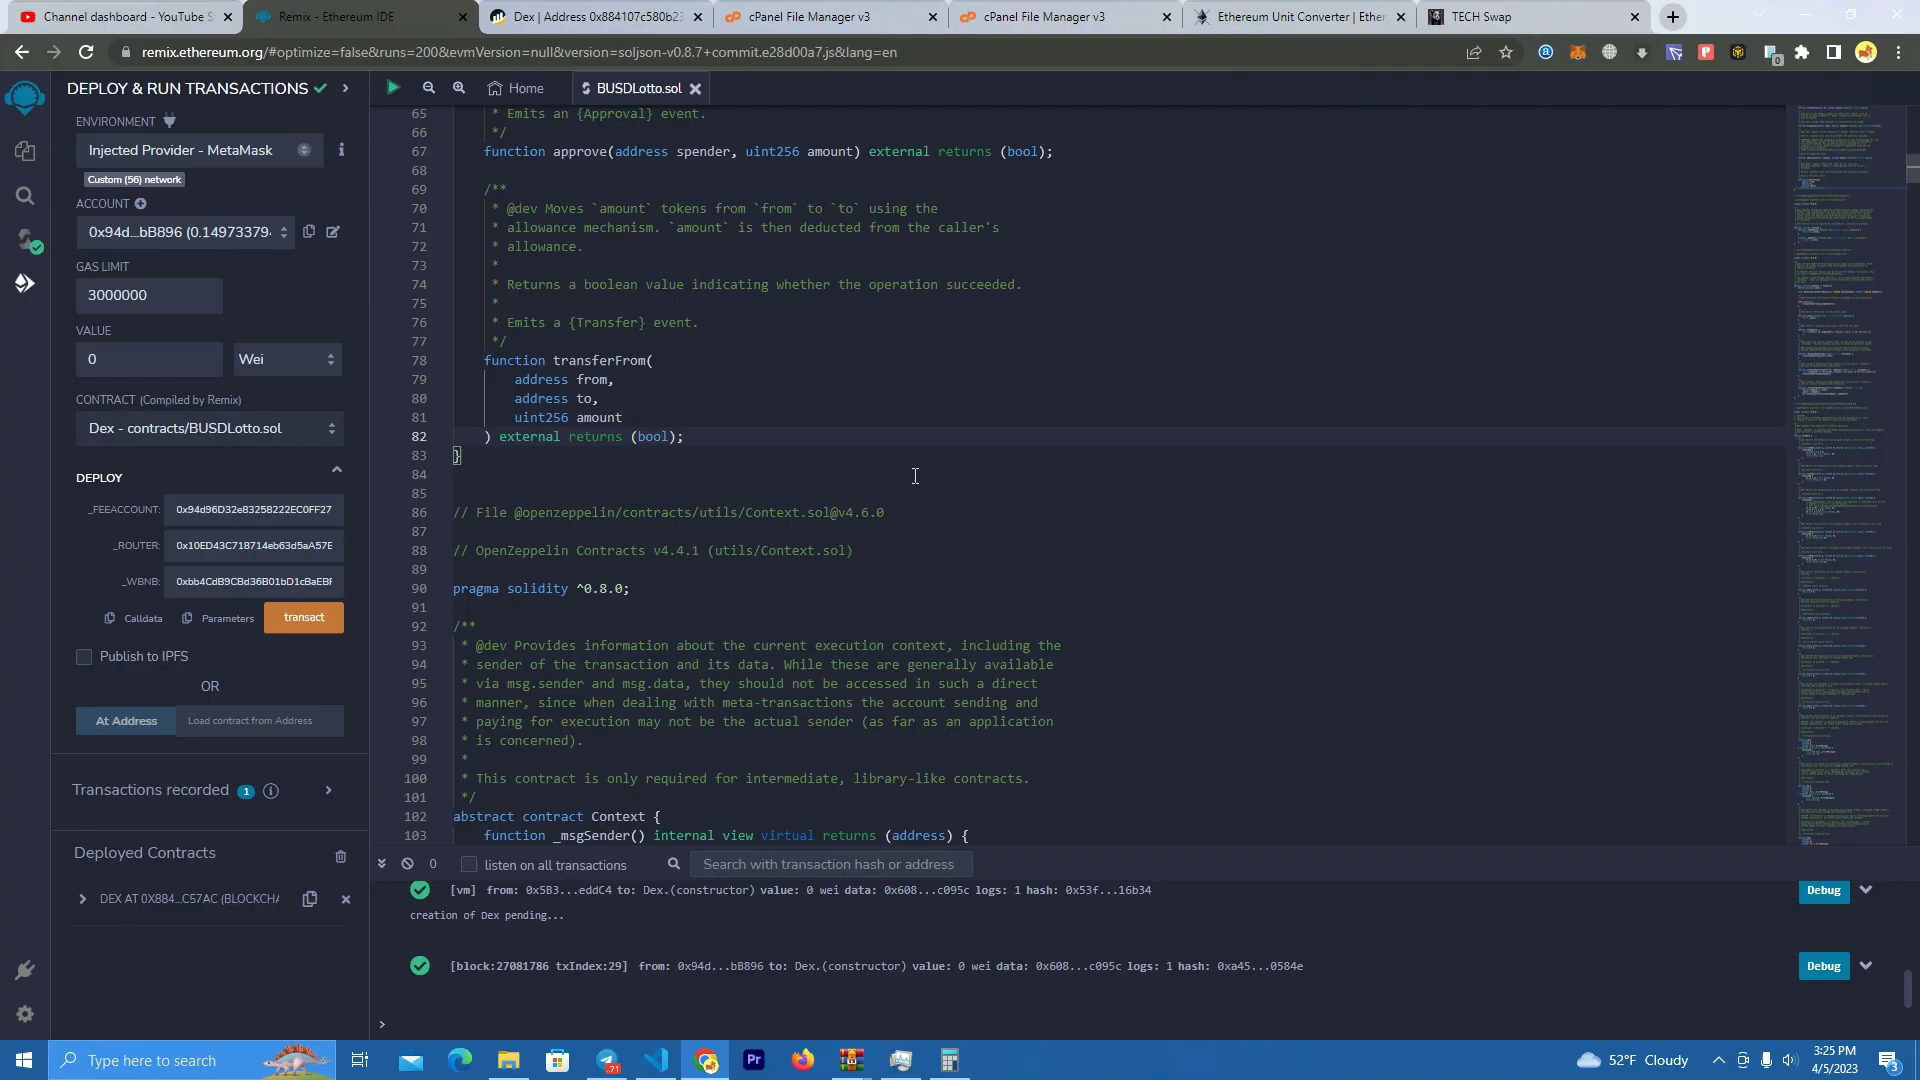 Channel dashboard - YouTube S
Remix - Ethereum IDE
Dex | Address 0x884107c580b23
cPanel File Manager v3
cPanel File Manager v3
Ethereum Unit Converter | Ether
TECH Swap
remix.ethereum.org/#optimize=false&runs=200&evmVersion=null&version=soljson-v0.8.7+commit.e28d00a7.js&lang=en
DEPLOY & RUN TRANSACTIONS
Home
BUSDLotto.sol
ENVIRONMENT
Injected Provider - MetaMask
Custom (56) network
ACCOUNT
0x94d...bB896 (0.14973379
GAS LIMIT
3000000
VALUE
0
Wei
CONTRACT (Compiled by Remix)
Dex - contracts/BUSDLotto.sol
DEPLOY
_FEEACCOUNT: 0x94d96D32e83258222EC0FF27
_ROUTER: 0x10ED43C718714eb63d5aA57E
_WBNB: 0xbb4CdB9CBd36B01bD1cBaEBF
Calldata
Parameters
transact
Publish to IPFS
OR
At Address
Load contract from Address
Transactions recorded 1
Deployed Contracts
DEX AT 0X884...C57AC (BLOCKCHA
65 * Emits an {Approval} event.
66 */
67 function approve(address spender, uint256 amount) external returns (bool);
68
69 /**
70 * @dev Moves `amount` tokens from `from` to `to` using the
71 * allowance mechanism. `amount` is then deducted from the caller's
72 * allowance.
73 *
74 * Returns a boolean value indicating whether the operation succeeded.
75 *
76 * Emits a {Transfer} event.
77 */
78 function transferFrom(
79 address from,
80 address to,
81 uint256 amount
82 ) external returns (bool);
83 }
84
85
86 // File @openzeppelin/contracts/utils/Context.sol@v4.6.0
87
88 // OpenZeppelin Contracts v4.4.1 (utils/Context.sol)
89
90 pragma solidity ^0.8.0;
91
92 /**
93 * @dev Provides information about the current execution context, including the
94 * sender of the transaction and its data. While these are generally available
95 * via msg.sender and msg.data, they should not be accessed in such a direct
96 * manner, since when dealing with meta-transactions the account sending and
97 * paying for execution may not be the actual sender (as far as an application
98 * is concerned).
99 *
100 * This contract is only required for intermediate, library-like contracts.
101 */
102 abstract contract Context {
103 function _msgSender() internal view virtual returns (address) {
0
listen on all transactions
Search with transaction hash or address
[vm] from: 0x5B3...eddC4 to: Dex.(constructor) value: 0 wei data: 0x608...c095c logs: 1 hash: 0x53f...16b34
Debug
creation of Dex pending...
[block:27081786 txIndex:29] from: 0x94d...bB896 to: Dex.(constructor) value: 0 wei data: 0x608...c095c logs: 1 hash: 0xa45...0584e
Debug
>
Type here to search
71
Pr
52°F Cloudy
3:25 PM
4/5/2023
3